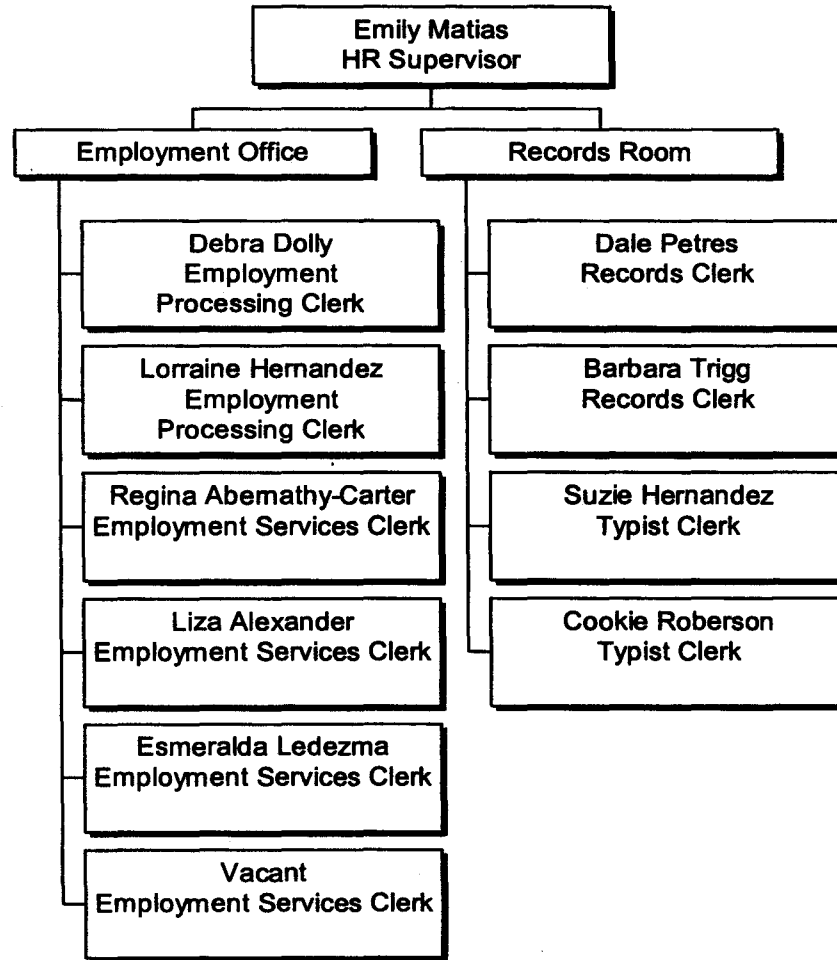 Emily Matias
HR Supervisor
Employment Office
Debra Dolly
Employment
Processing Clerk
Lorraine Hernandez
Employment
Processing Clerk
Regina Abernathy-Carter
Employment Services Clerk
Liza Alexander
Employment Services Clerk
Esmeralda Ledezma
Employment Services Clerk
Vacant
Employment Services Clerk
Records Room
Dale Petres
Records Clerk
Barbara Trigg
Records Clerk
Suzie Hernandez
Typist Clerk
Cookie Roberson
Typist Clerk